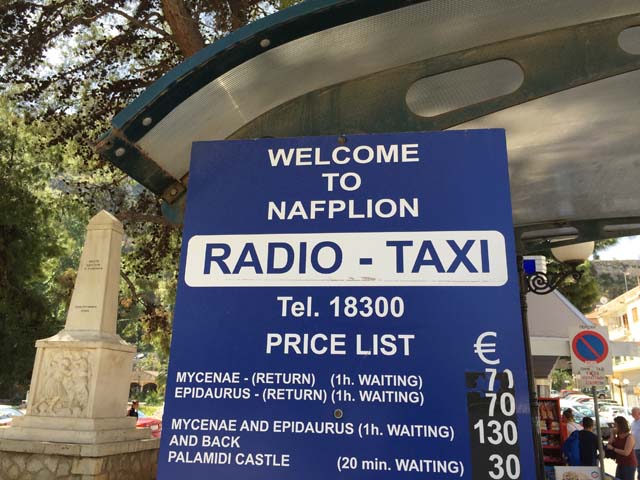 WELCOME
TO
NAFPLION
RADIO - TAXI
Tel. 18300
PRICE LIST €
MYCENAE - (RETURN) (1h. WAITING) 70
EPIDAURUS - (RETURN) (1h. WAITING) 70
MYCENAE AND EPIDAURUS (1h. WAITING) 130
AND BACK
PALAMIDI CASTLE (20 min. WAITING) 30